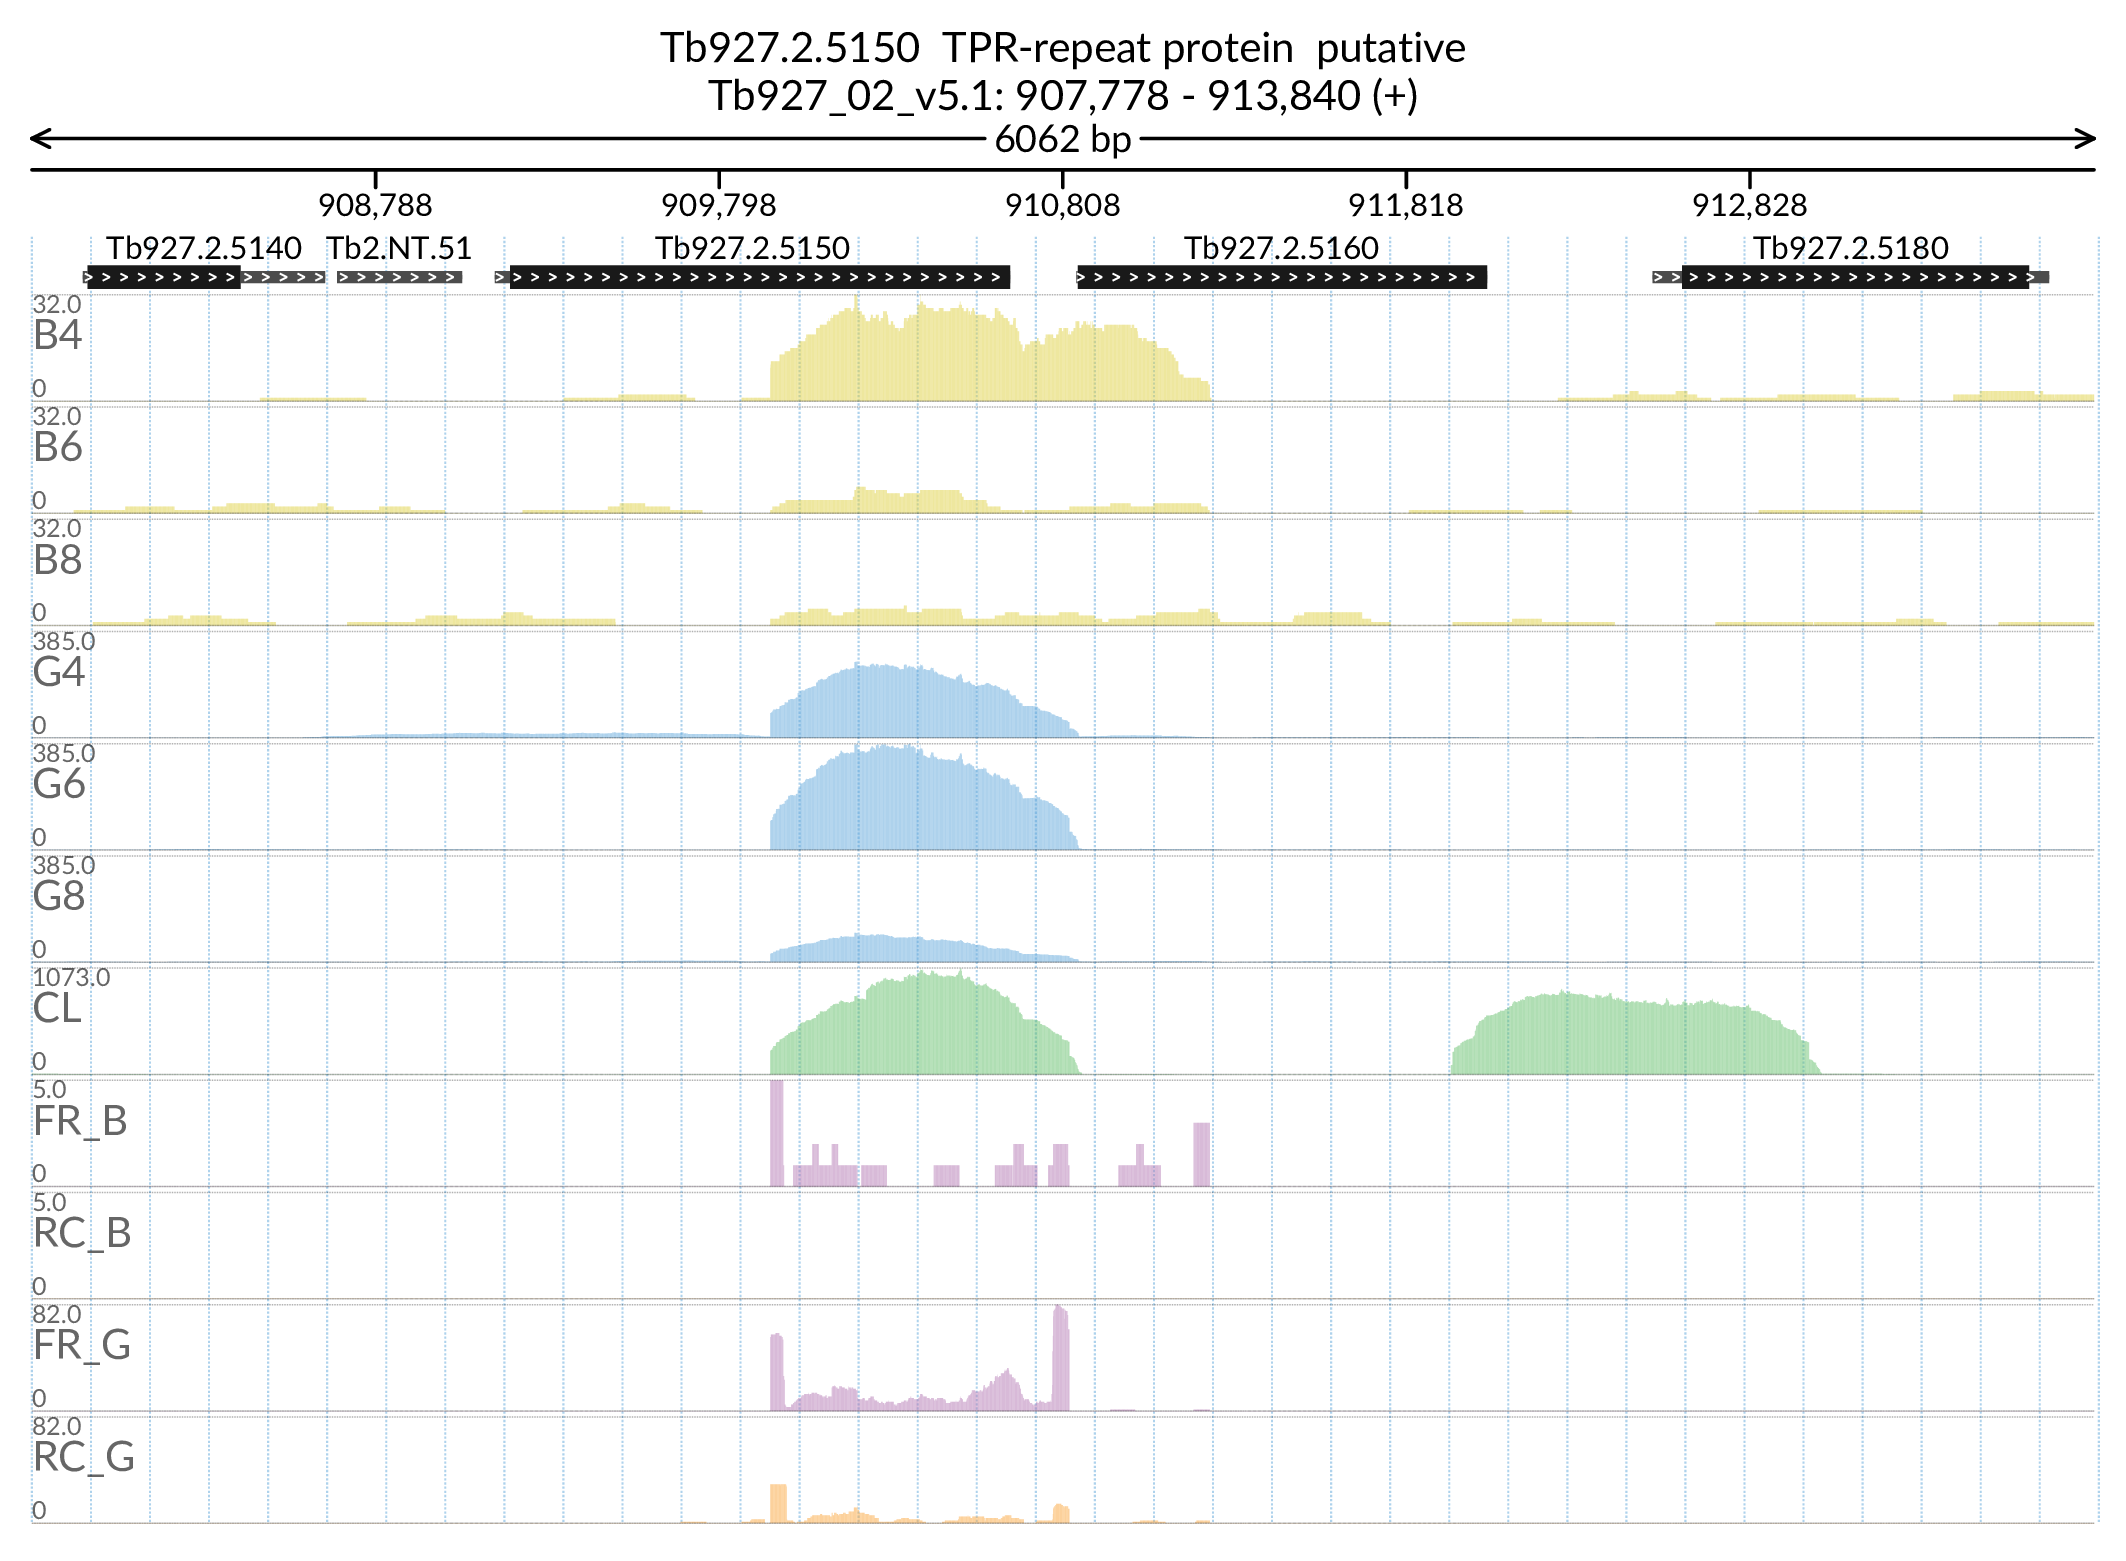 Tb927.2.5150  TPR-repeat protein  putative
Tb927_02_v5.1: 907,778 - 913,840 (+)
6062 bp
908,788 909,798 910,808 911,818 912,828
Tb927.2.5140 Tb2.NT.51 Tb927.2.5150 Tb927.2.5160 Tb927.2.5180
32.0
B4
0
32.0
B6
0
32.0
B8
0
385.0
G4
0
385.0
G6
0
385.0
G8
0
1073.0
CL
0
5.0
FR_B
0
5.0
RC_B
0
82.0
FR_G
0
82.0
RC_G
0